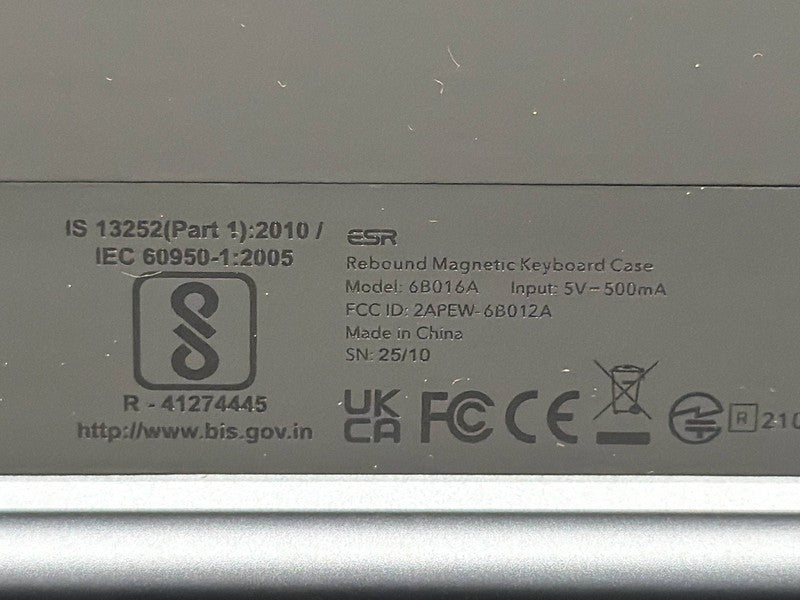 IS 13252(Part 1):2010 /
IEC 60950-1:2005
R - 41274445
http://www.bis.gov.in
ESR
Rebound Magnetic Keyboard Case
Model: 6B016A Input: 5V⎓500mA
FCC ID: 2APEW-6B012A
Made in China
SN: 25/10
UK
CA
FC CE
R 210